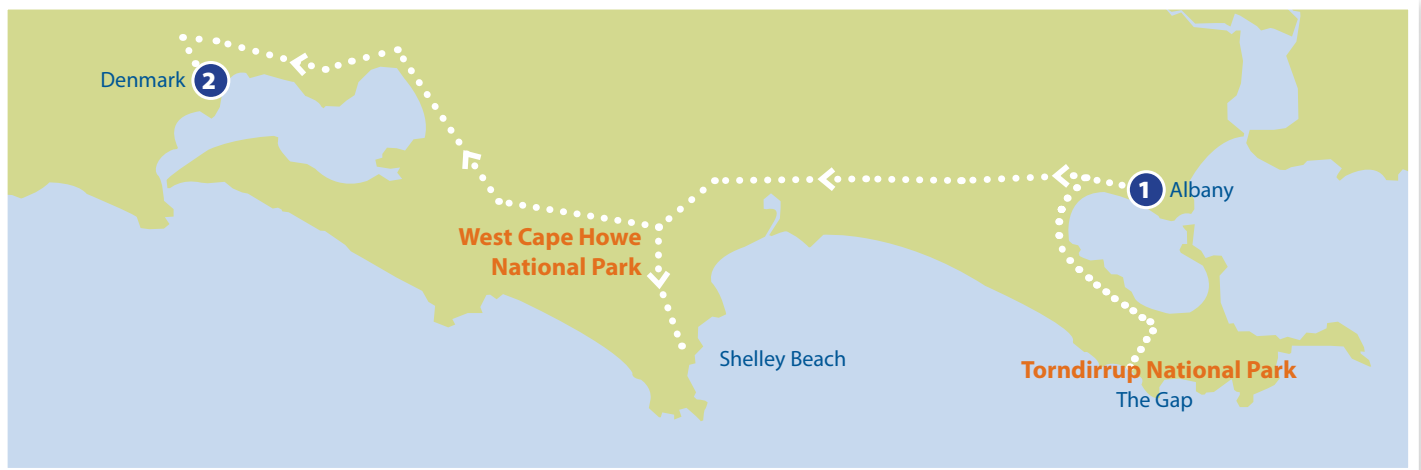 Denmark 2
1 Albany
West Cape Howe
National Park
Shelley Beach
Torndirrup National Park
The Gap